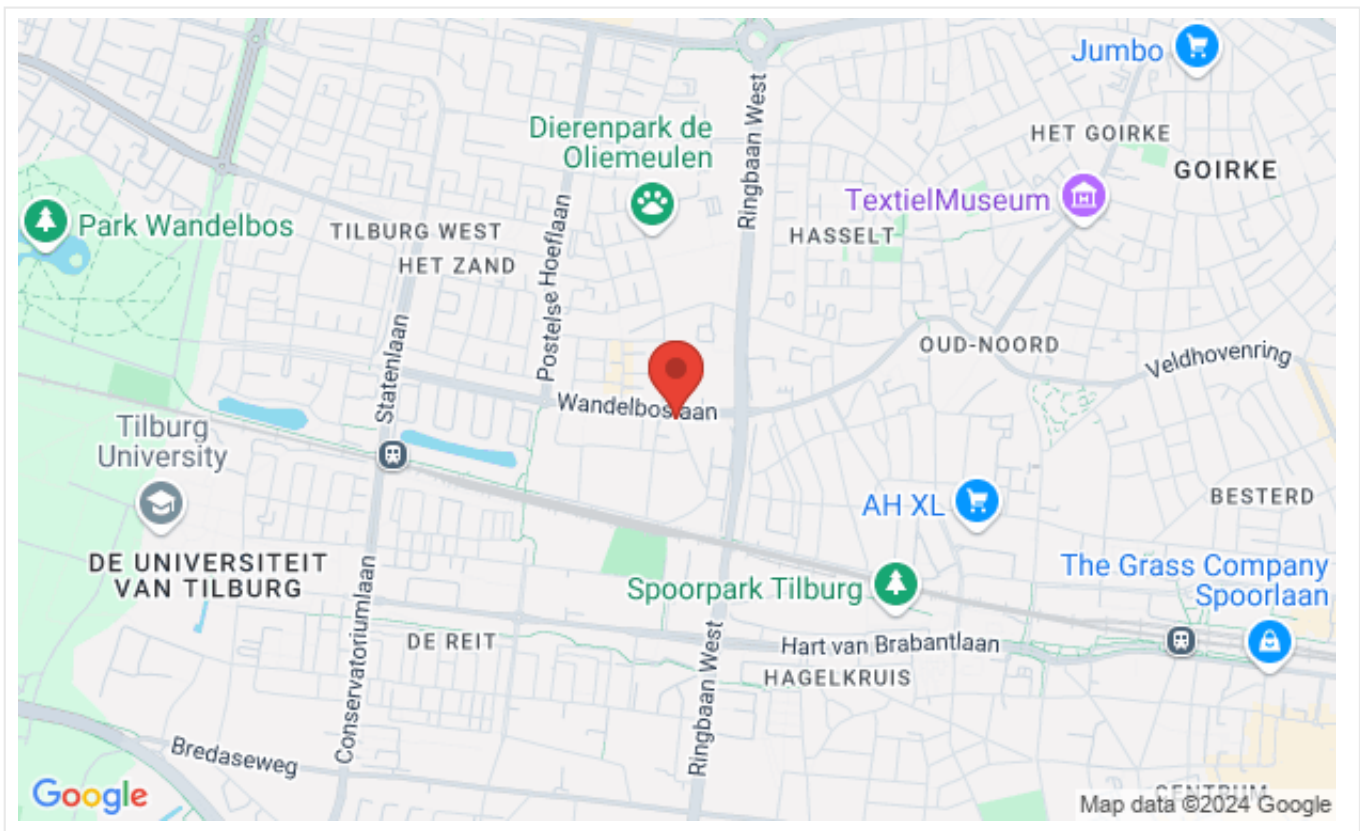 Jumbo
Dierenpark de
Oliemeulen
Ringbaan West
HET GOIRKE
GOIRKE
TextielMuseum
Park Wandelbos
TILBURG WEST
HET ZAND
Postelse Hoeflaan
HASSELT
Statenlaan
OUD-NOORD
Veldhovenring
Wandelboslaan
Tilburg
University
AH XL
BESTERD
DE UNIVERSITEIT
VAN TILBURG
The Grass Company
Spoorlaan
Spoorpark Tilburg
Conservatoriumlaan
DE REIT
Hart van Brabantlaan
HAGELKRUIS
Ringbaan West
Bredaseweg
CENTRUM
Google
Map data ©2024 Google